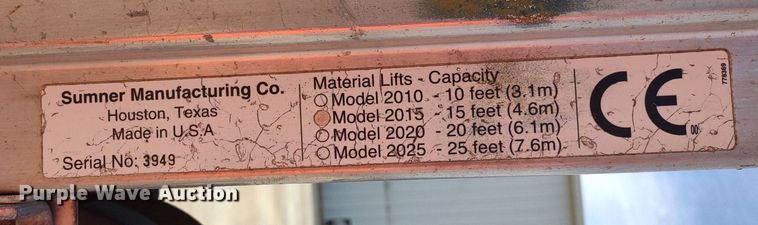 Sumner Manufacturing Co.
Houston, Texas
Made in U.S.A
Serial No: 3949
Material Lifts - Capacity
Model 2010 - 10 feet (3.1m)
Model 2015 - 15 feet (4.6m)
Model 2020 - 20 feet (6.1m)
Model 2025 - 25 feet (7.6m)
CE
00
778369
Purple Wave Auction